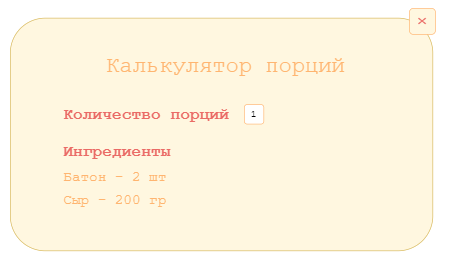 ×
Калькулятор порций
Количество порций 1
Ингредиенты
Батон - 2 шт
Сыр - 200 гр